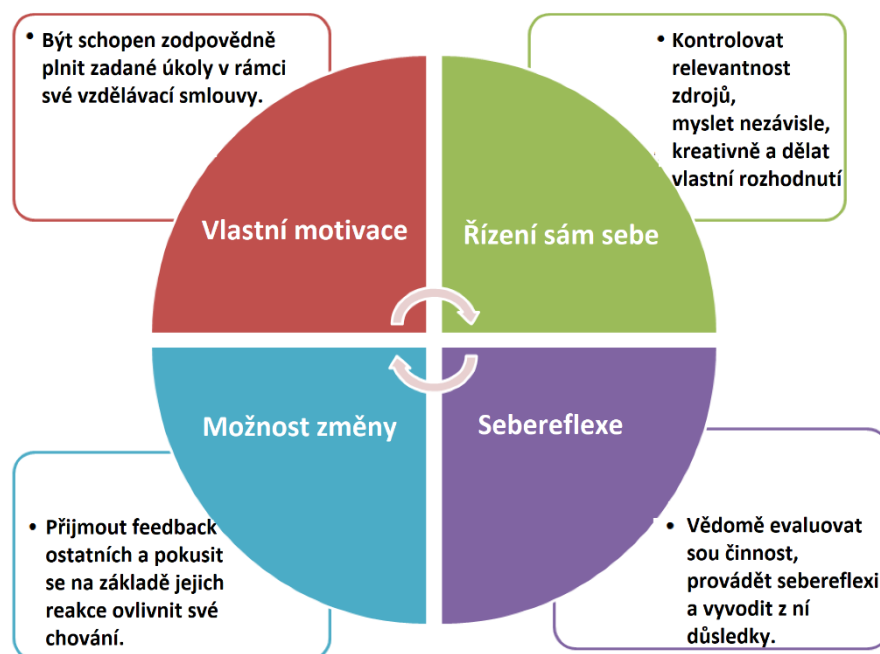 • Být schopen zodpovědně
plnit zadané úkoly v rámci
své vzdělávací smlouvy.
• Kontrolovat
relevantnost
zdrojů,
myslet nezávisle,
kreativně a dělat
vlastní rozhodnutí
Vlastní motivace
Řízení sám sebe
Možnost změny
Sebereflexe
• Přijmout feedback
ostatních a pokusit
se na základě jejich
reakce ovlivnit své
chování.
• Vědomě evaluovat
sou činnost,
provádět sebereflexi
a vyvodit z ní
důsledky.